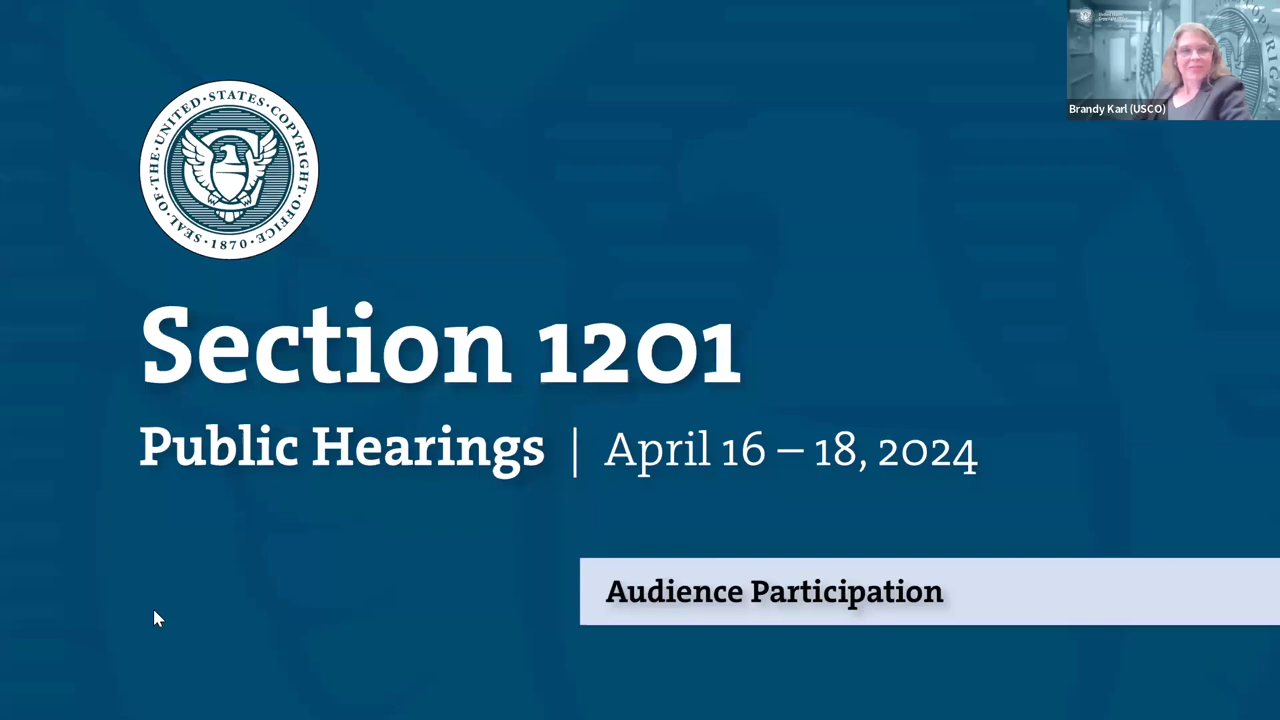 SEAL·OF·THE·UNITED·STATES·COPYRIGHT·OFFICE
·1870·
Brandy Karl (USCO)
Section 1201
Public Hearings | April 16 – 18, 2024
Audience Participation